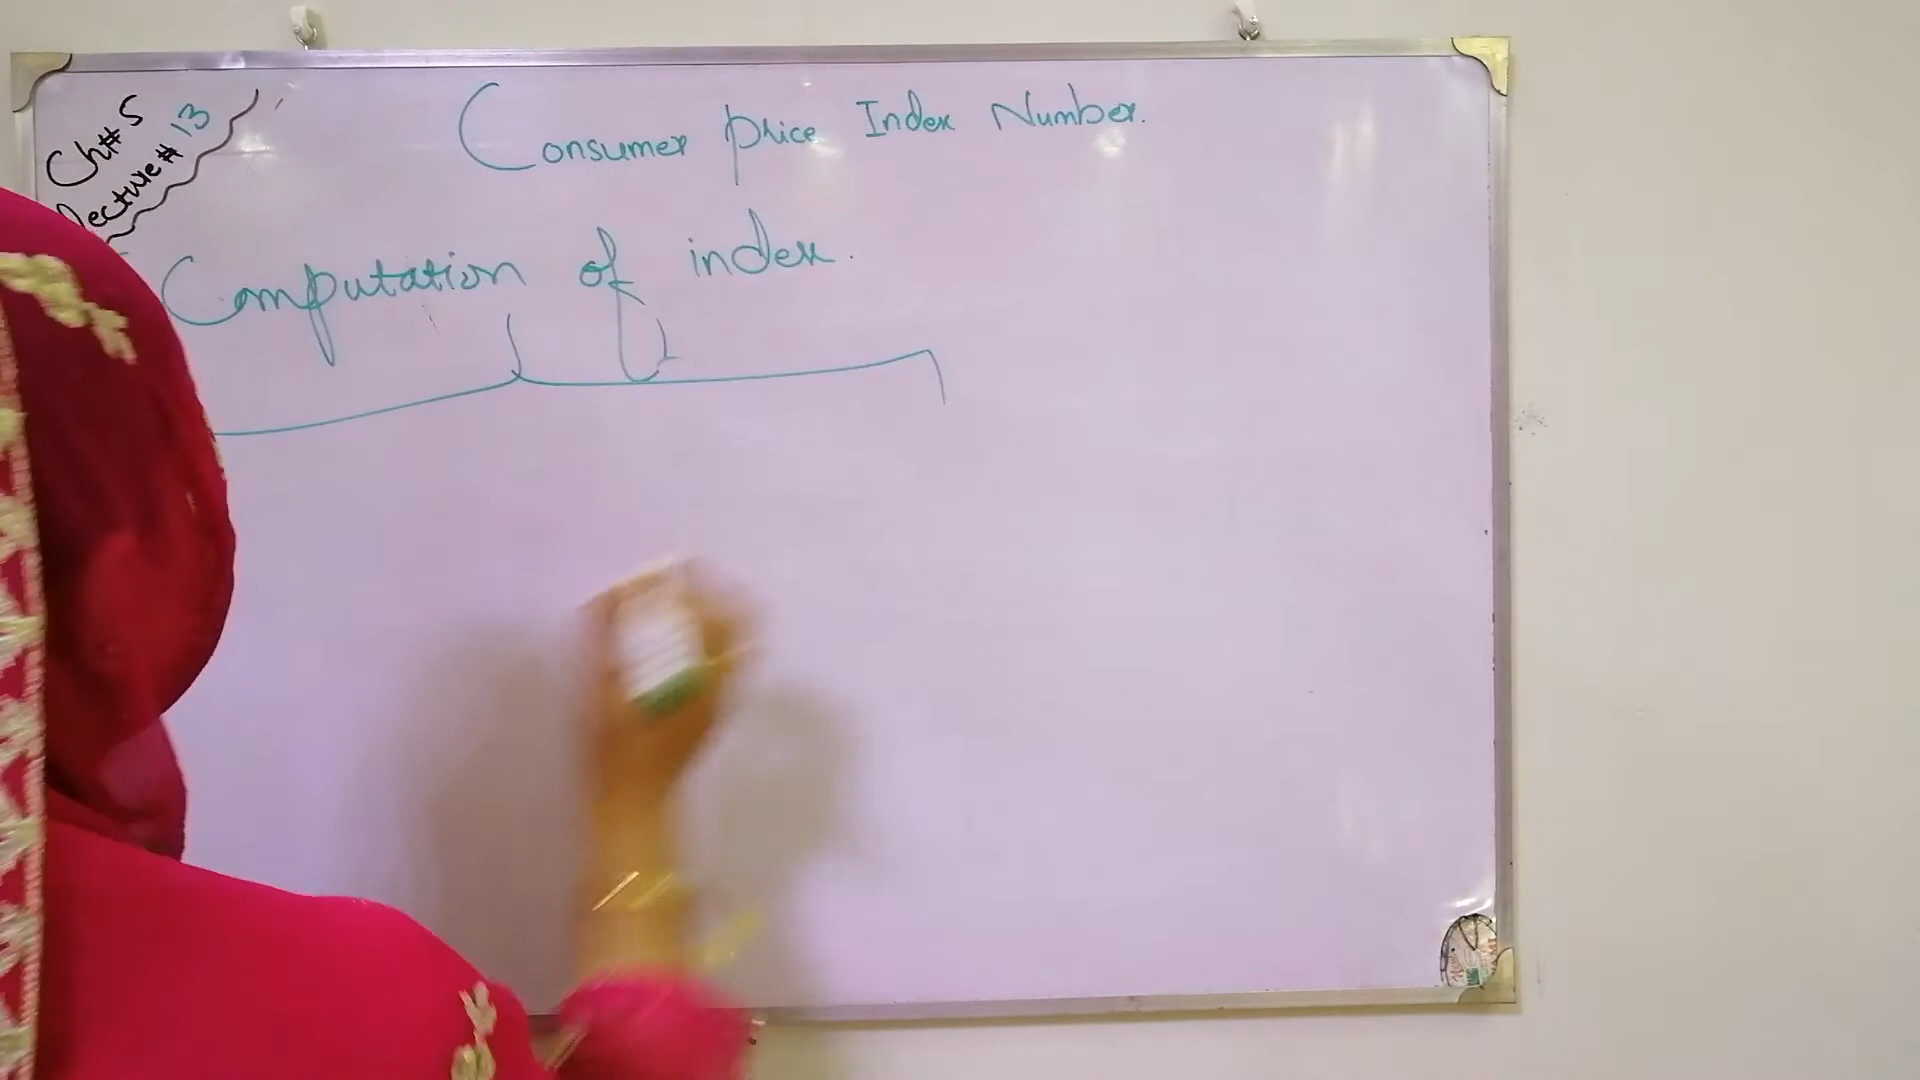 Ch# 5
Lecture# 13
Consumer price Index Number.
Computation of index.